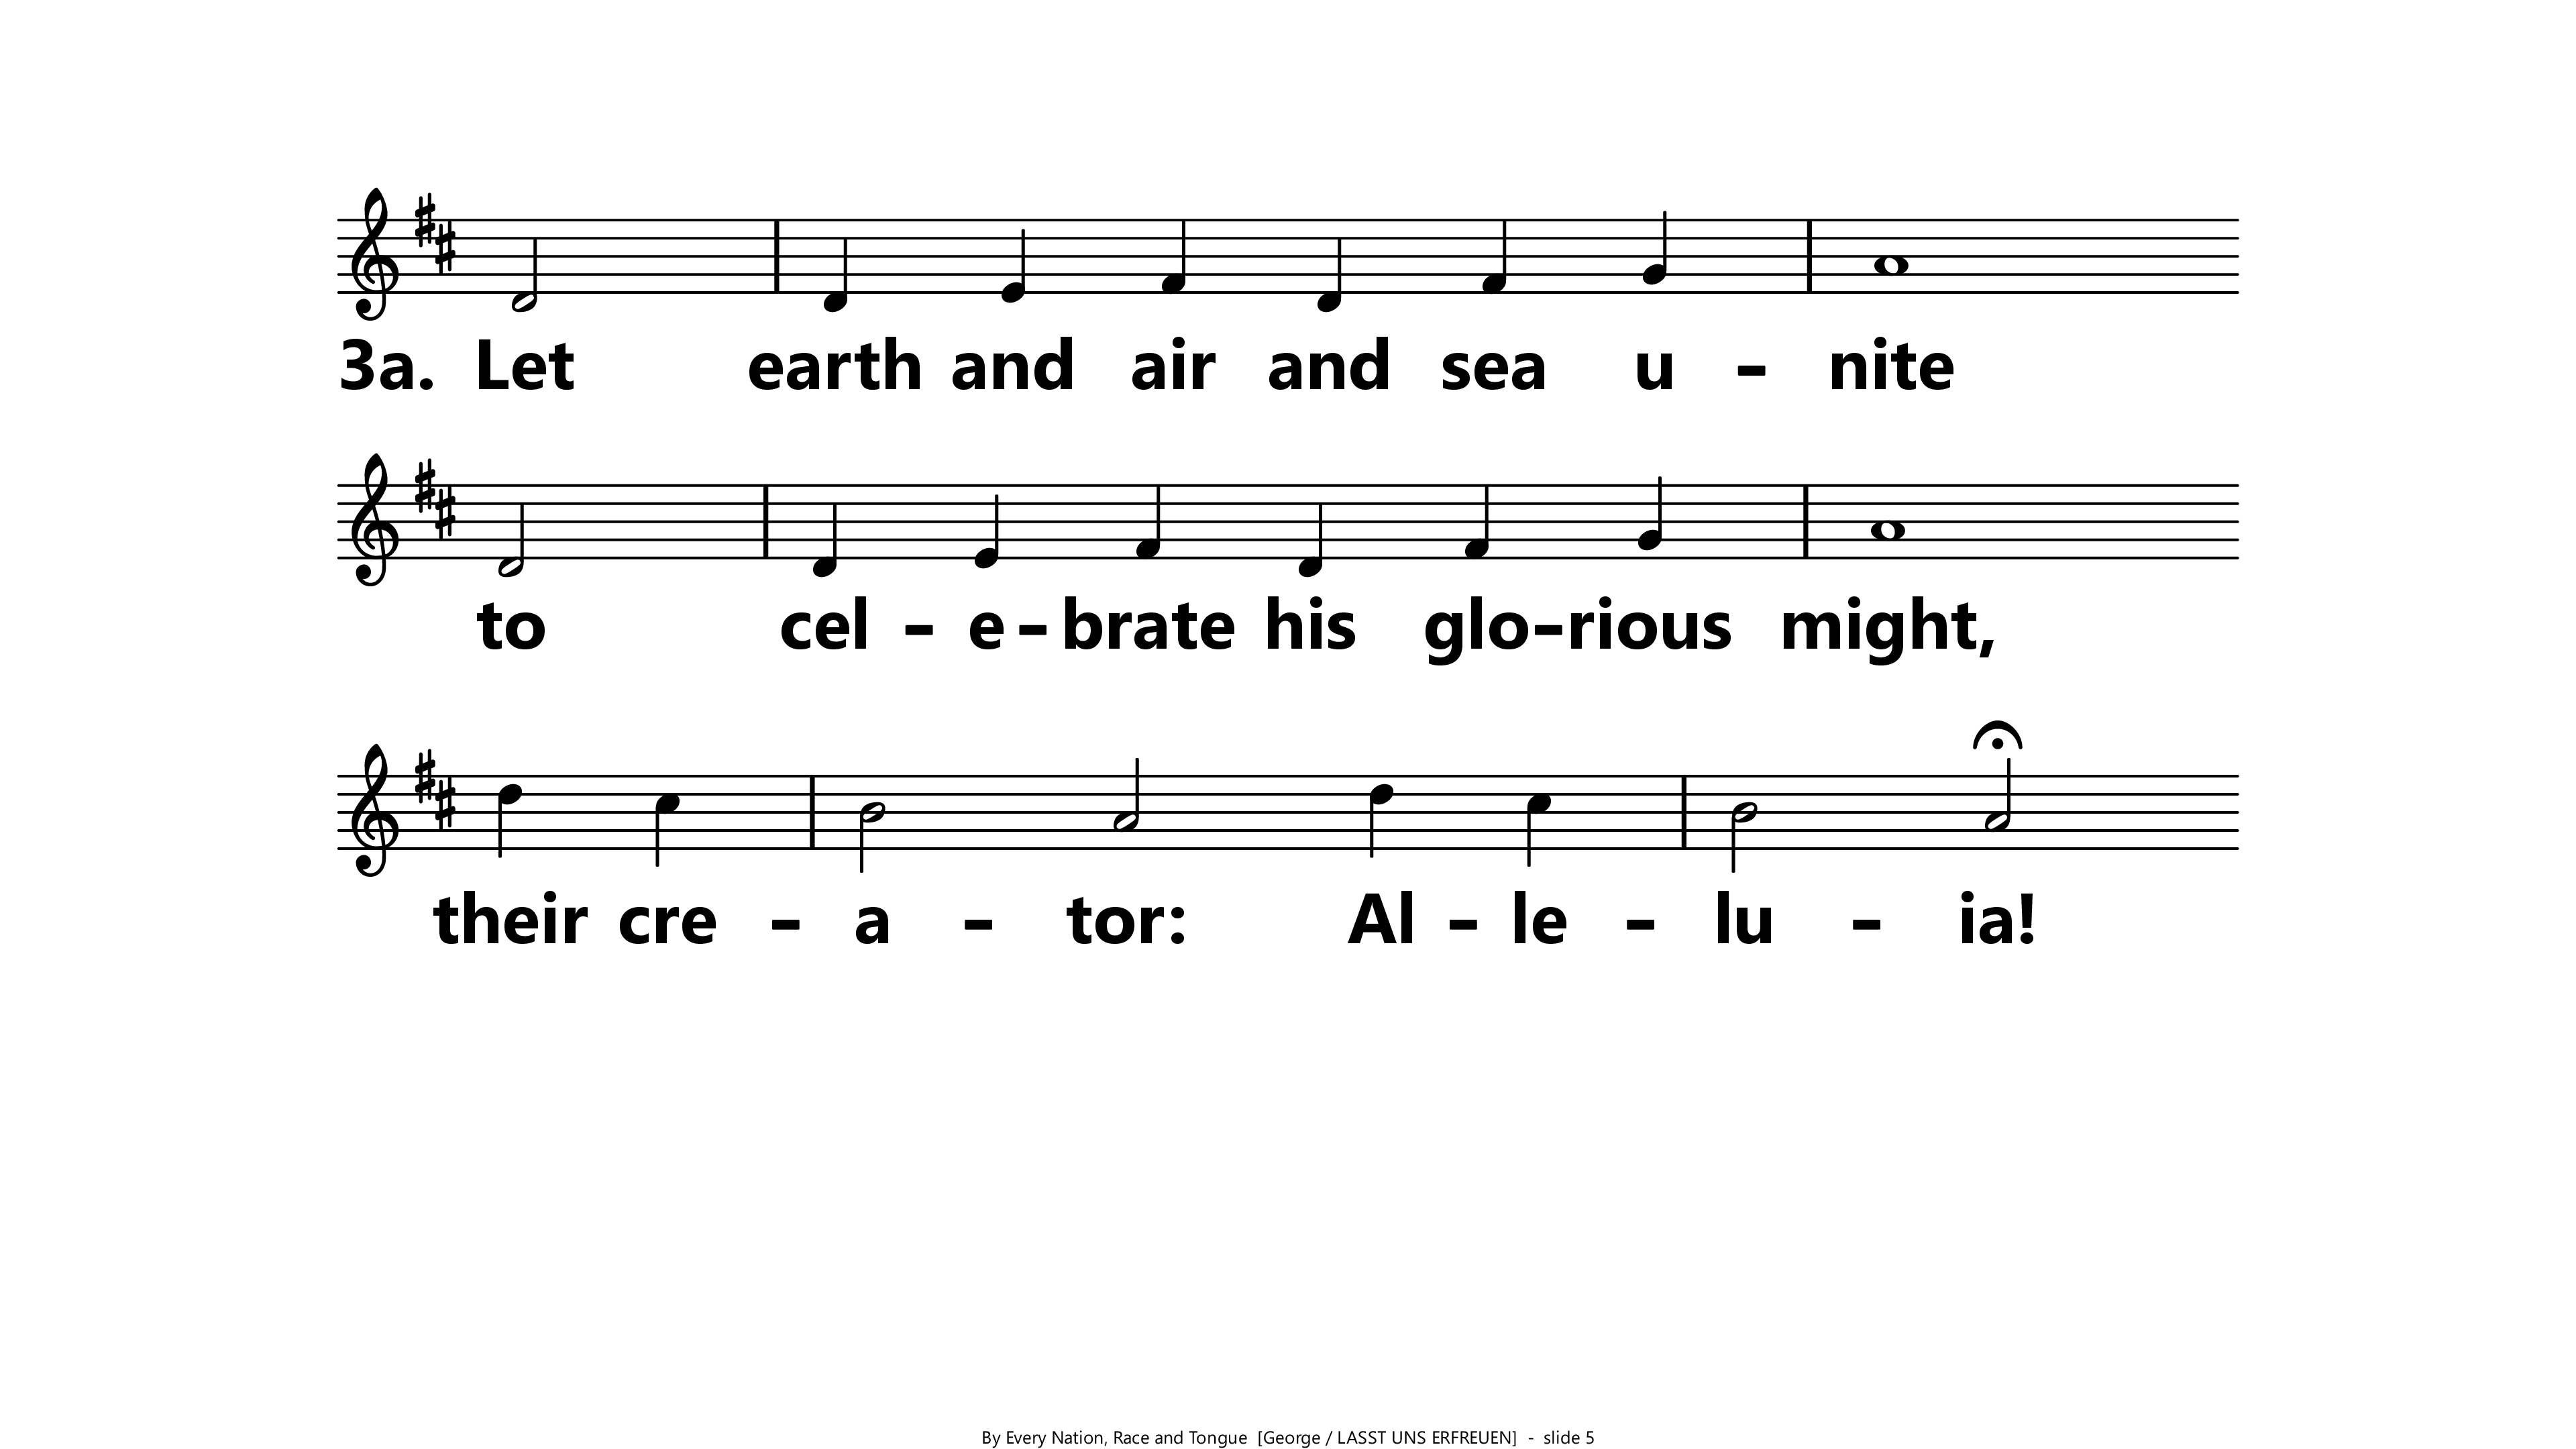 3a. Let earth and air and sea u - nite
to cel - e - brate his glo - rious might,
their cre - a - tor: Al - le - lu - ia!
By Every Nation, Race and Tongue [George / LASST UNS ERFREUEN] - slide 5